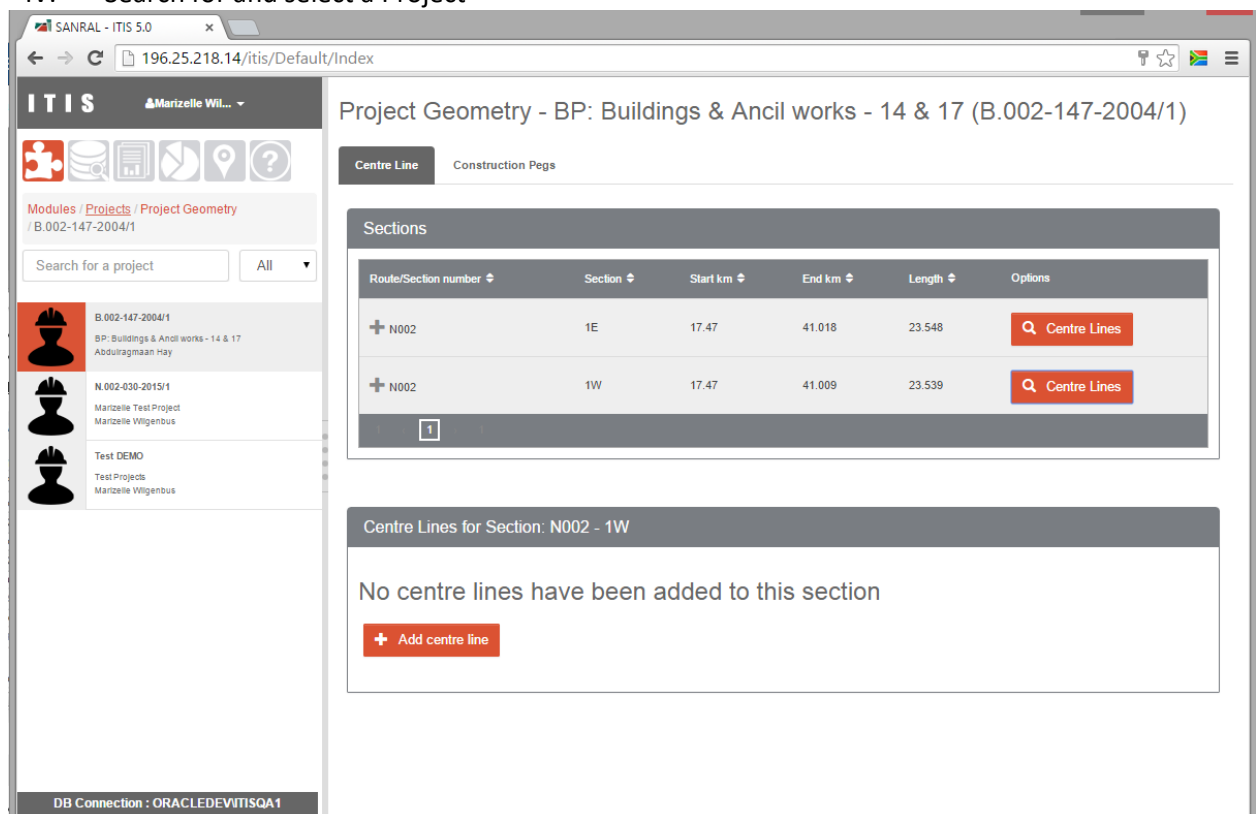 iv. Search for and select a Project
SANRAL - ITIS 5.0
196.25.218.14/itis/Default/Index
ITIS
Marizelle Wil...
Modules / Projects / Project Geometry
/ B.002-147-2004/1
Search for a project
All
B.002-147-2004/1
BP: Buildings & Ancil works - 14 & 17
Abdulragmaan Hay
N.002-030-2015/1
Marizelle Test Project
Marizelle Wilgenbus
Test DEMO
Test Projects
Marizelle Wilgenbus
DB Connection : ORACLEDEV\ITISQA1
Project Geometry - BP: Buildings & Ancil works - 14 & 17 (B.002-147-2004/1)
Centre Line Construction Pegs
Sections
Route/Section number Section Start km End km Length Options
N002 1E 17.47 41.018 23.548 Centre Lines
N002 1W 17.47 41.009 23.539 Centre Lines
1
Centre Lines for Section: N002 - 1W
No centre lines have been added to this section
Add centre line